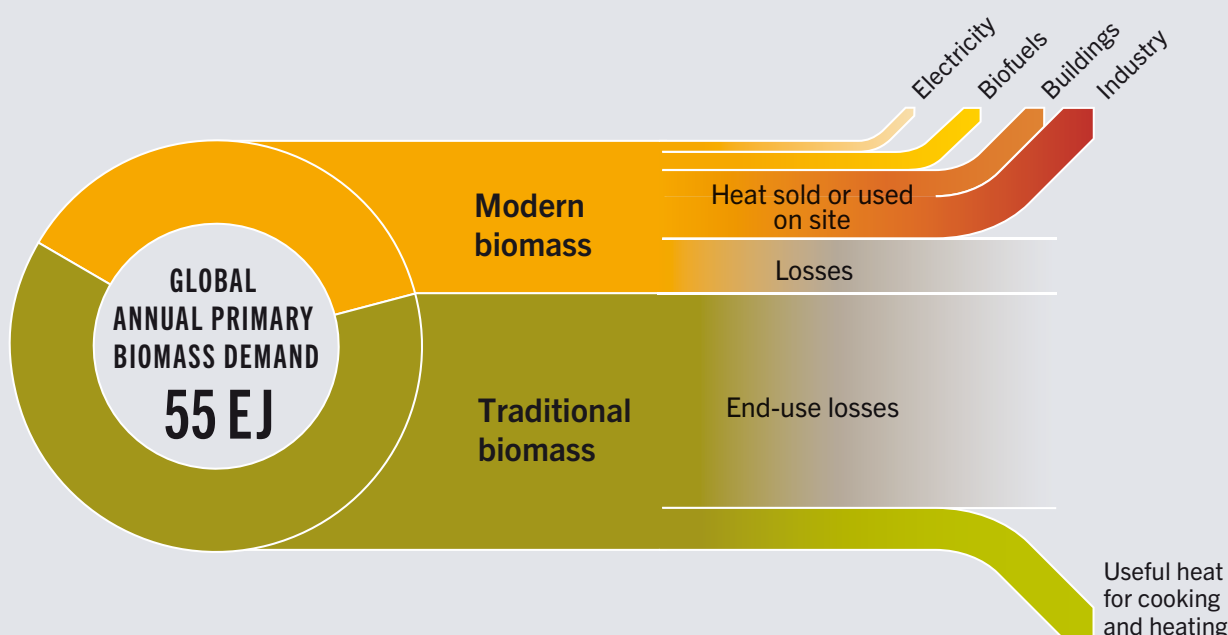 Electricity
Biofuels
Buildings
Industry
Modern
biomass
Heat sold or used
on site
Losses
GLOBAL
ANNUAL PRIMARY
BIOMASS DEMAND
55 EJ
Traditional
biomass
End-use losses
Useful heat
for cooking
and heating